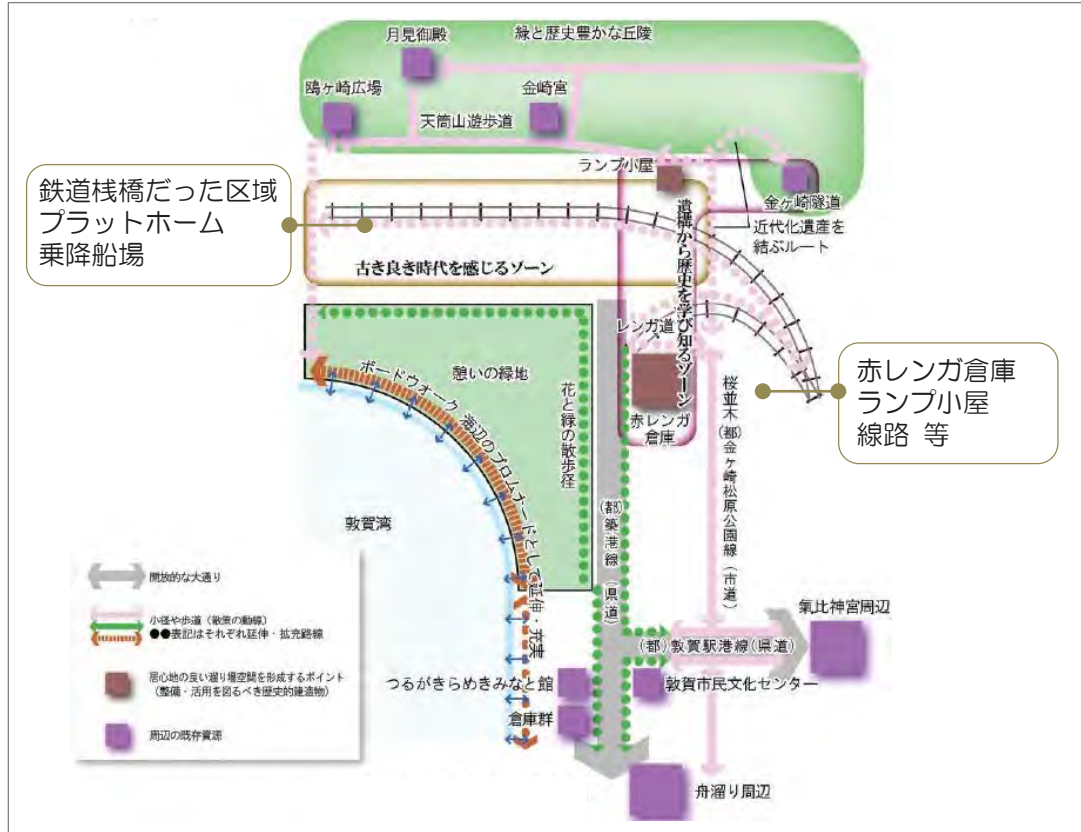 月見御殿
緑と歴史豊かな丘陵
鴎ヶ崎広場
金崎宮
天筒山遊歩道
ランプ小屋
金ヶ崎隧道
近代化遺産を
結ぶルート
鉄道桟橋だった区域
プラットホーム
乗降船場
古き良き時代を感じるゾーン
遺構から歴史を学び知るゾーン
レンガ道
赤レンガ
倉庫
赤レンガ倉庫
ランプ小屋
線路 等
憩いの緑地
花と緑の散歩径
ボードウォーク 海辺のプロムナードとして延伸・充実
敦賀湾
(都)築港線(県道)
桜並木(都)金ヶ崎松原公園線(市道)
氣比神宮周辺
(都)敦賀駅港線(県道)
つるがきらめきみなと館
敦賀市民文化センター
倉庫群
舟溜り周辺
開放的な大通り
小径や歩道(散策の動線)
●●表記はそれぞれ延伸・拡充路線
居心地の良い溜り場空間を形成するポイント
(整備・活用を図るべき歴史的建造物)
周辺の既存資源